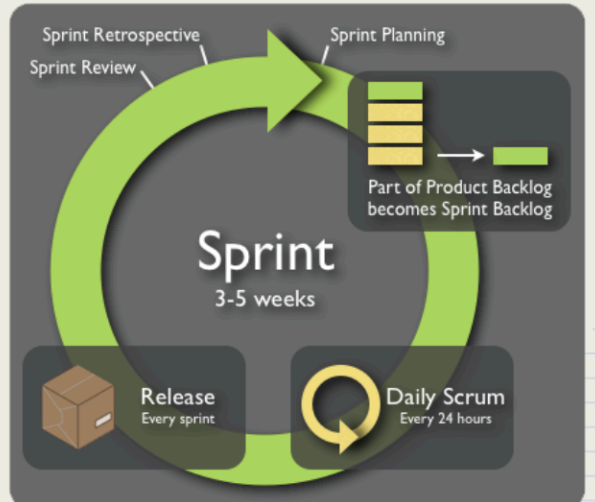 Sprint Retrospective
Sprint Planning
Sprint Review
Part of Product Backlog
becomes Sprint Backlog
Sprint
3-5 weeks
Release
Every sprint
Daily Scrum
Every 24 hours